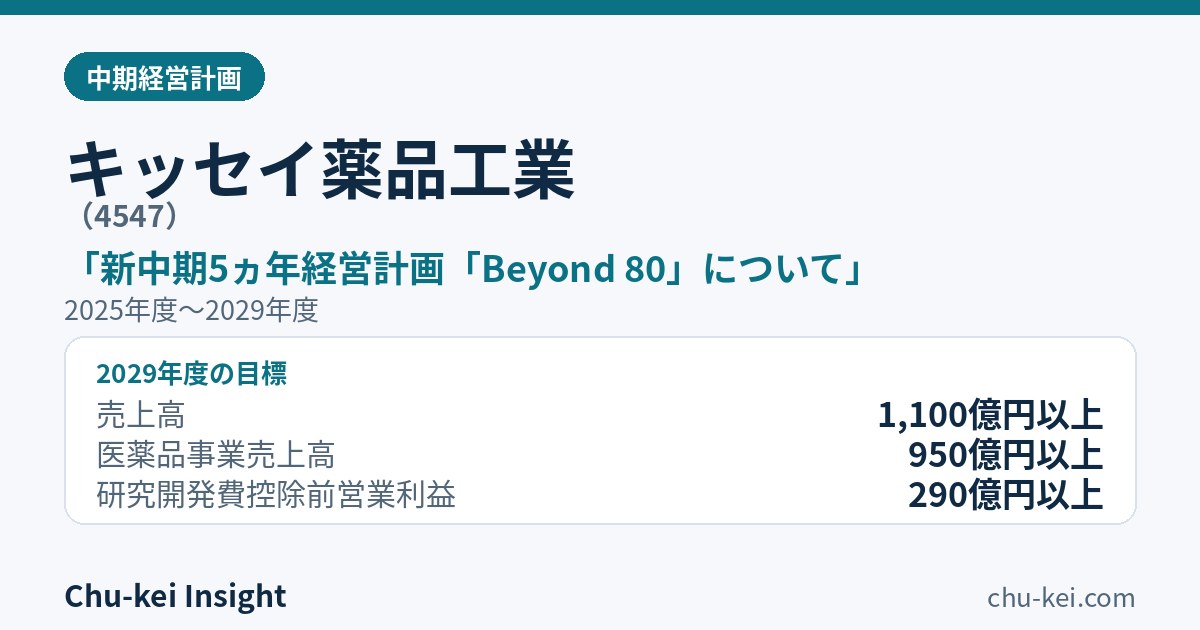 中期経営計画
キッセイ薬品工業
（4547）
「新中期5ヵ年経営計画「Beyond 80」について」
2025年度～2029年度
2029年度の目標
売上高 1,100億円以上
医薬品事業売上高 950億円以上
研究開発費控除前営業利益 290億円以上
Chu-kei Insight chu-kei.com